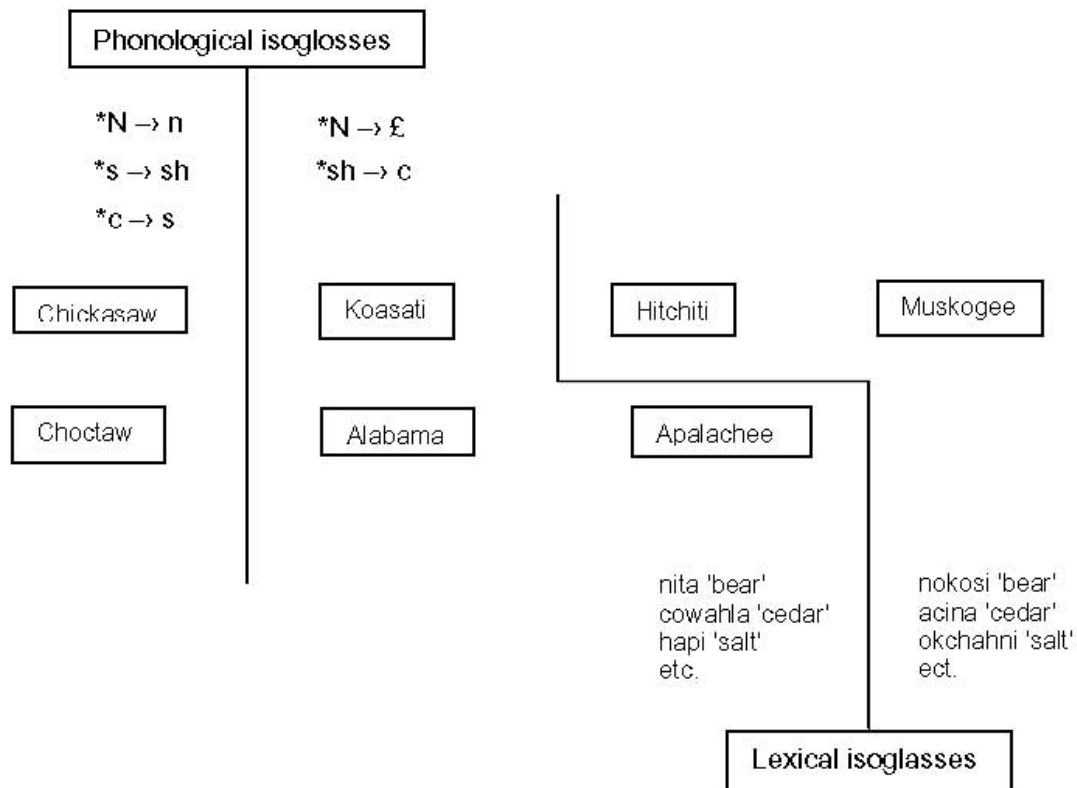 Phonological isoglosses
*N –> n
*s –> sh
*c –> s
*N –> £
*sh –> c
Chickasaw
Koasati
Hitchiti
Muskogee
Choctaw
Alabama
Apalachee
nita 'bear'
cowahla 'cedar'
hapi 'salt'
etc.
nokosi 'bear'
acina 'cedar'
okchahni 'salt'
ect.
Lexical isoglasses